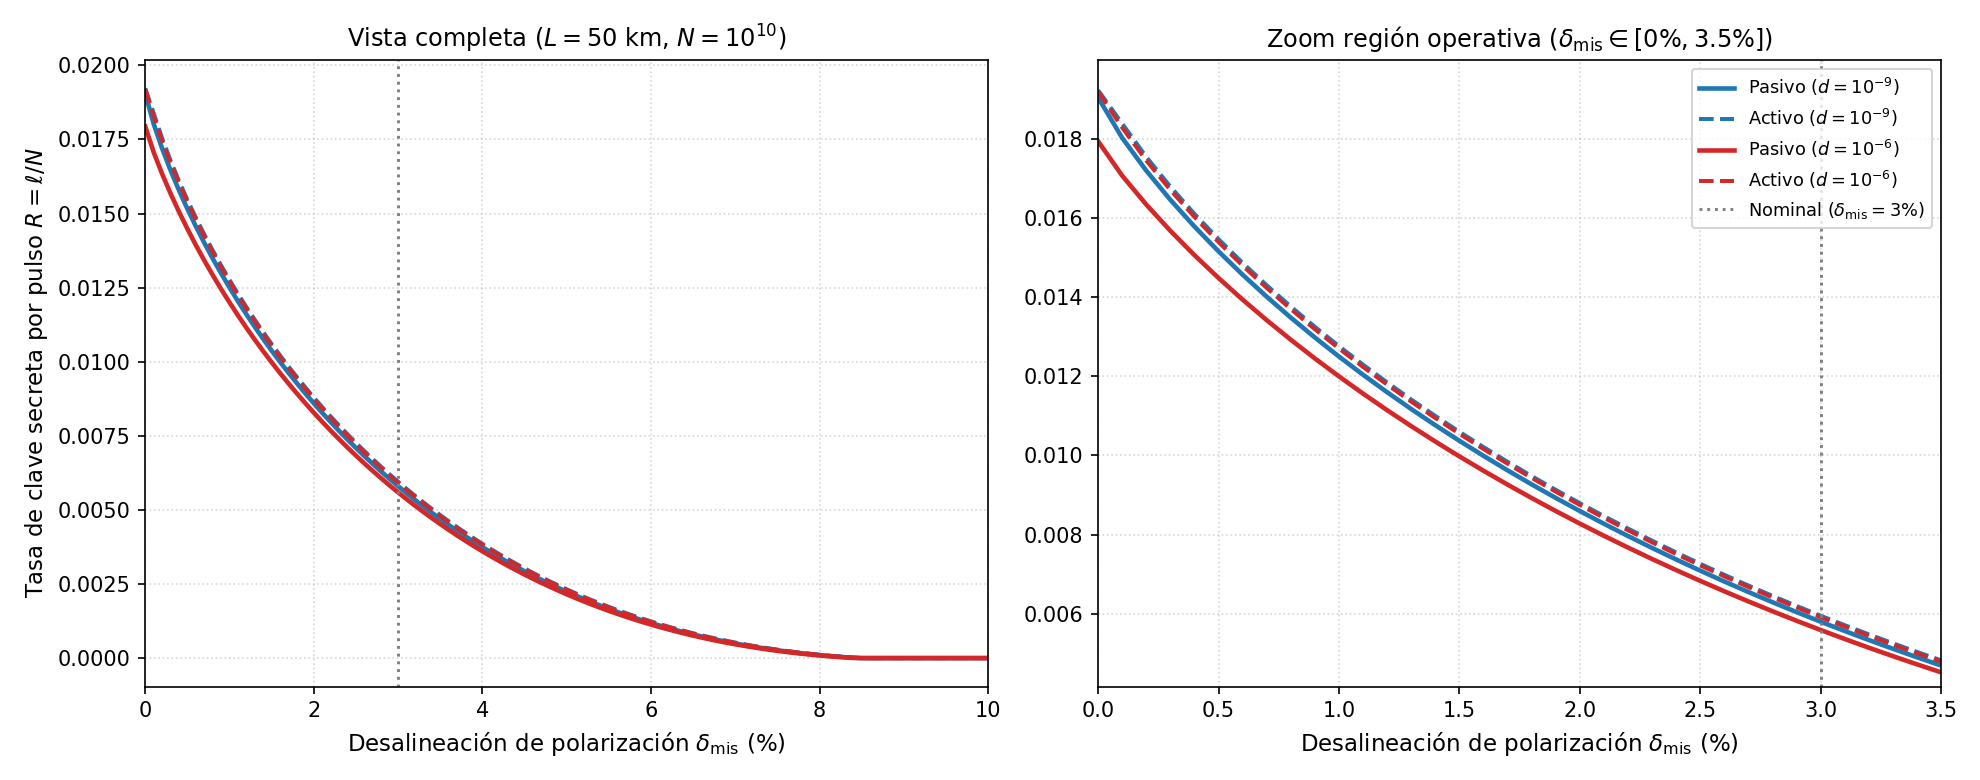 Vista completa (L = 50 km, N = 10¹⁰)
Tasa de clave secreta por pulso R = ℓ/N
0.0200
0.0175
0.0150
0.0125
0.0100
0.0075
0.0050
0.0025
0.0000
0 2 4 6 8 10
Desalineación de polarización δ_mis (%)
Zoom región operativa (δ_mis ∈ [0%, 3.5%])
Pasivo (d = 10⁻⁹)
Activo (d = 10⁻⁹)
Pasivo (d = 10⁻⁶)
Activo (d = 10⁻⁶)
Nominal (δ_mis = 3%)
0.018
0.016
0.014
0.012
0.010
0.008
0.006
0.0 0.5 1.0 1.5 2.0 2.5 3.0 3.5
Desalineación de polarización δ_mis (%)